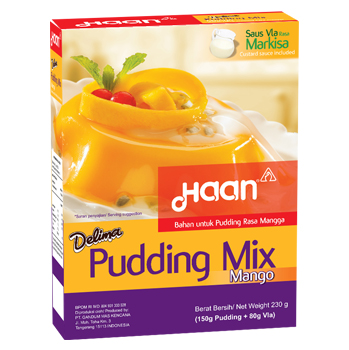 Haan
Saus Vla Rasa
Markisa
Custard sauce included
*Saran penyajian/ Serving suggestion
Haan
Bahan untuk Pudding Rasa Mangga
Delima
Pudding Mix
Mango
Diproduksi oleh/ Produced by:
PT. GANDUM MAS KENCANA
Tangerang 15113 INDONESIA
Berat Bersih/ Net Weight 230 g
(150g Pudding + 80g Vla)